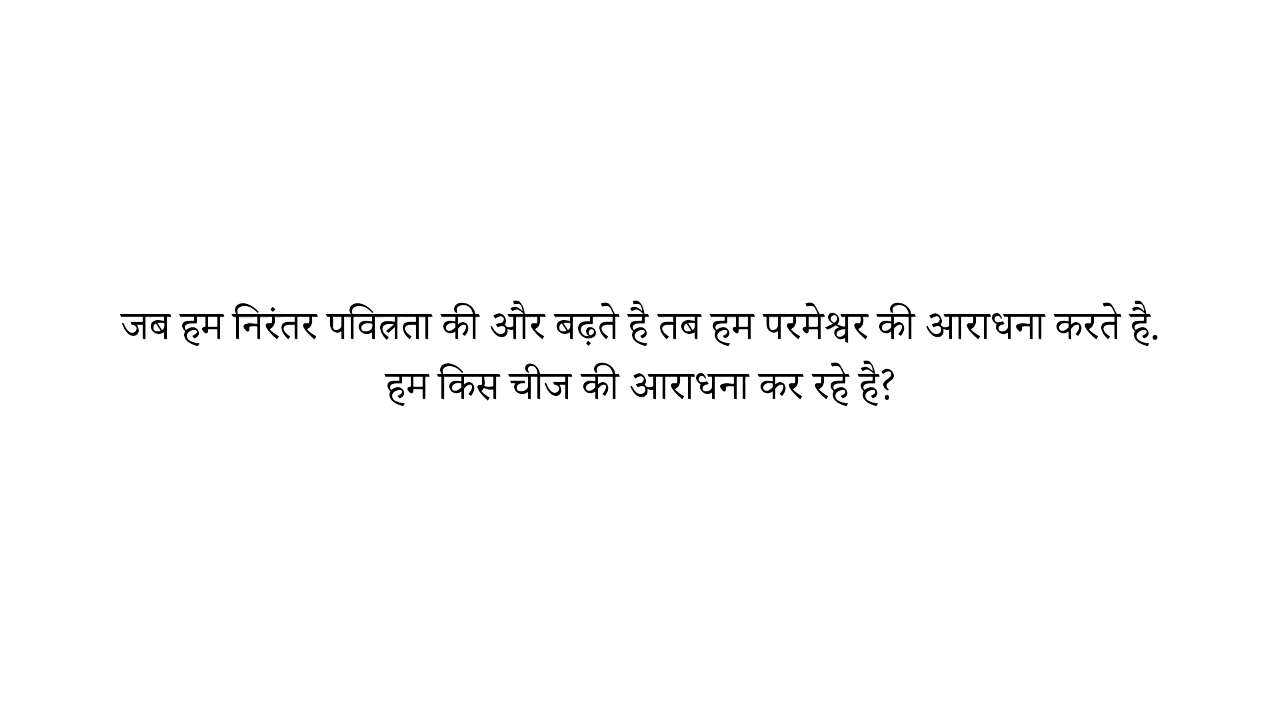 जब हम निरंतर पवित्रता की और बढ़ते है तब हम परमेश्वर की आराधना करते है.
हम किस चीज की आराधना कर रहे है?